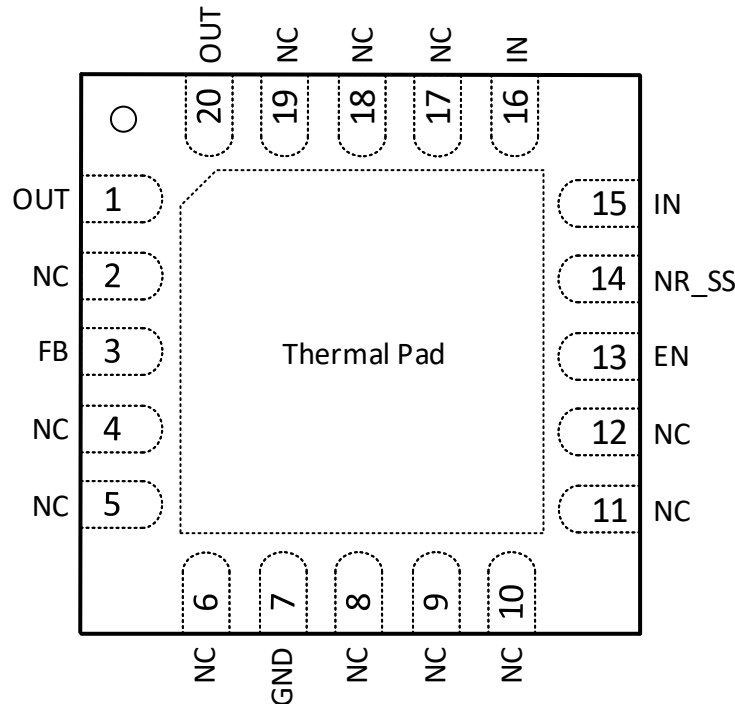 OUT NC NC NC IN
20 19 18 17 16
OUT 1 15 IN
NC 2 14 NR_SS
FB 3 Thermal Pad 13 EN
NC 4 12 NC
NC 5 11 NC
6 7 8 9 10
NC GND NC NC NC